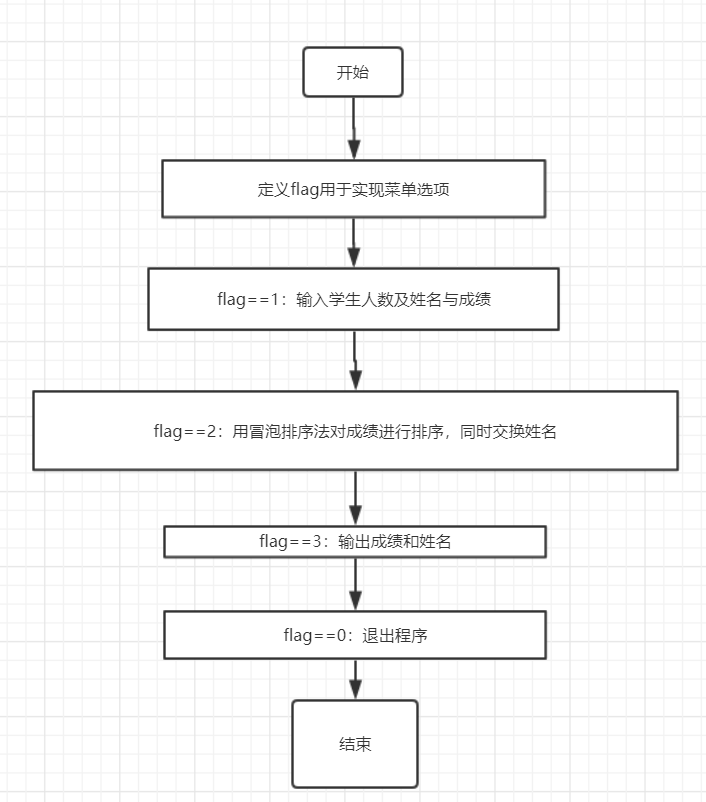 开始
定义flag用于实现菜单选项
flag==1：输入学生人数及姓名与成绩
flag==2：用冒泡排序法对成绩进行排序，同时交换姓名
flag==3：输出成绩和姓名
flag==0：退出程序
结束